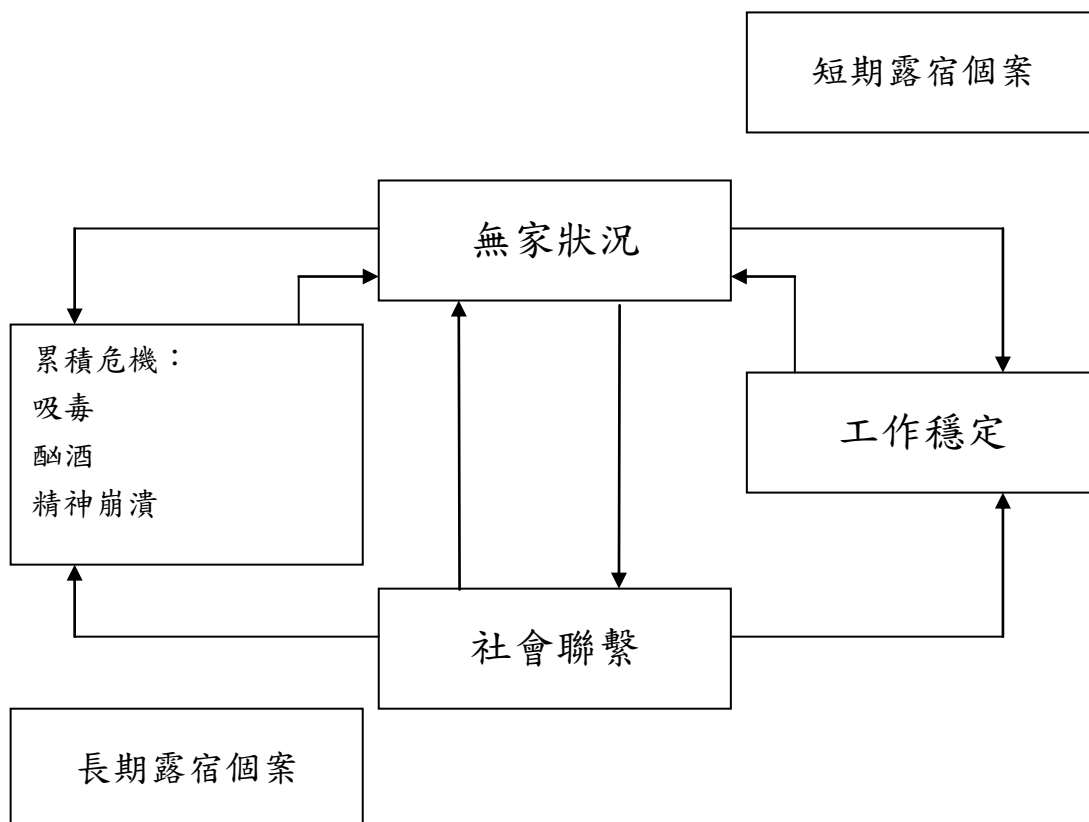 短期露宿個案
無家狀況
累積危機：
吸毒
酗酒
精神崩潰
工作穩定
社會聯繫
長期露宿個案